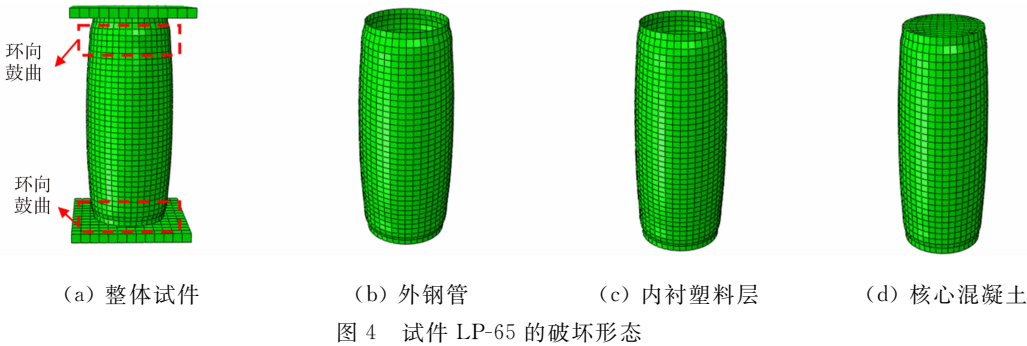 环向
鼓曲
环向
鼓曲
(a) 整体试件
(b) 外钢管
(c) 内衬塑料层
(d) 核心混凝土
图 4 试件 LP-65 的破坏形态